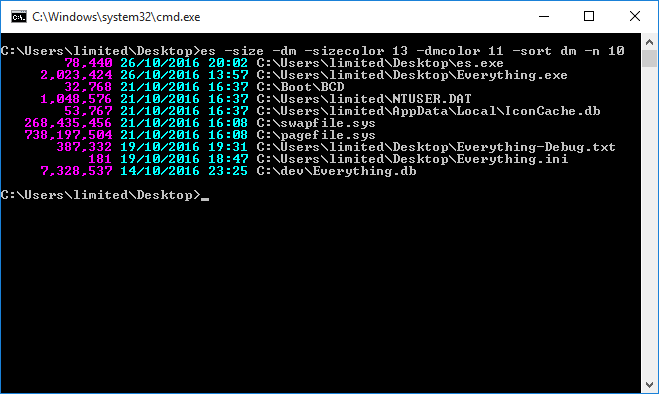 C:\Windows\system32\cmd.exe
C:\Users\limited\Desktop>es -size -dm -sizecolor 13 -dmcolor 11 -sort dm -n 10
78,440 26/10/2016 20:02 C:\Users\limited\Desktop\es.exe
2,023,424 26/10/2016 13:57 C:\Users\limited\Desktop\Everything.exe
32,768 21/10/2016 16:37 C:\Boot\BCD
1,048,576 21/10/2016 16:37 C:\Users\limited\NTUSER.DAT
53,767 21/10/2016 16:37 C:\Users\limited\AppData\Local\IconCache.db
268,435,456 21/10/2016 16:08 C:\swapfile.sys
738,197,504 21/10/2016 16:08 C:\pagefile.sys
387,332 19/10/2016 19:31 C:\Users\limited\Desktop\Everything-Debug.txt
181 19/10/2016 18:47 C:\Users\limited\Desktop\Everything.ini
7,328,537 14/10/2016 23:25 C:\dev\Everything.db
C:\Users\limited\Desktop>_